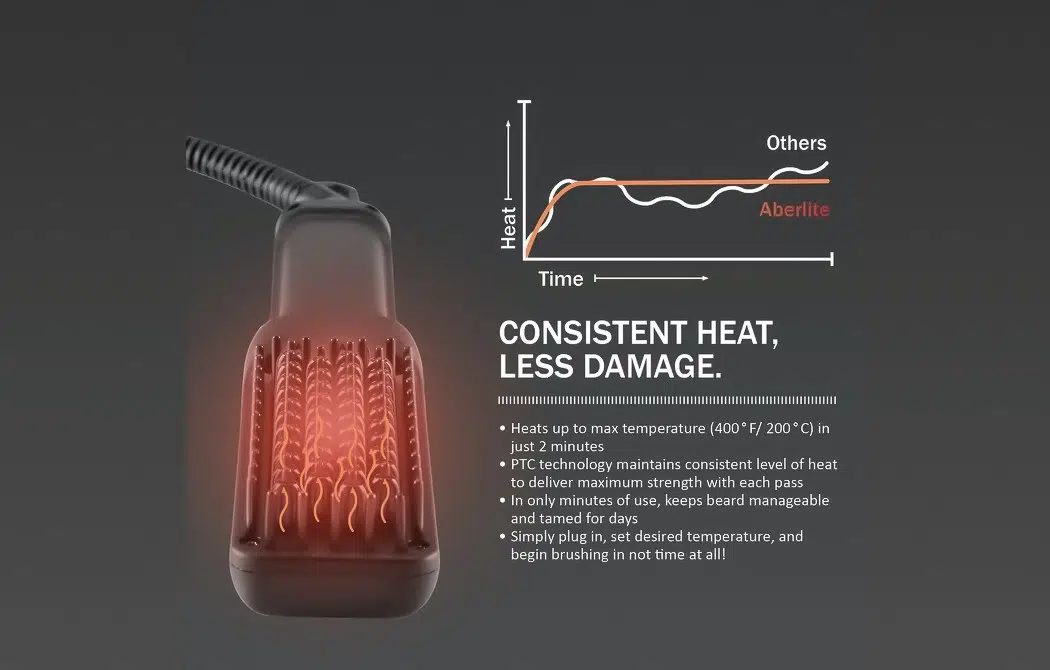 Others
Aberlite
Heat
Time
CONSISTENT HEAT,
LESS DAMAGE.
• Heats up to max temperature (400°F/ 200°C) in
just 2 minutes
• PTC technology maintains consistent level of heat
to deliver maximum strength with each pass
• In only minutes of use, keeps beard manageable
and tamed for days
• Simply plug in, set desired temperature, and
begin brushing in not time at all!